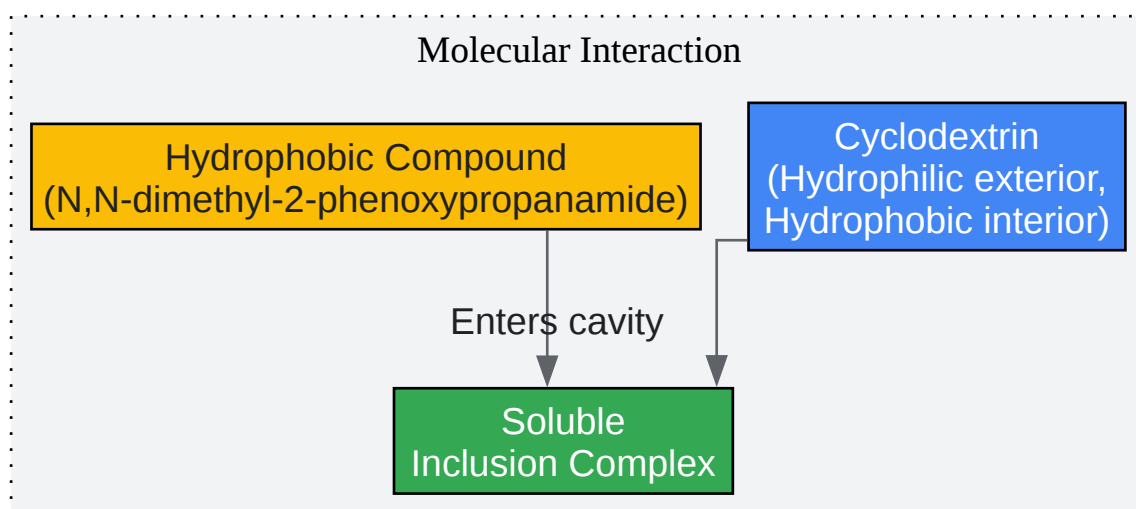 Molecular Interaction
Hydrophobic Compound
(N,N-dimethyl-2-phenoxypropanamide)
Cyclodextrin
(Hydrophilic exterior,
Hydrophobic interior)
Enters cavity
Soluble
Inclusion Complex